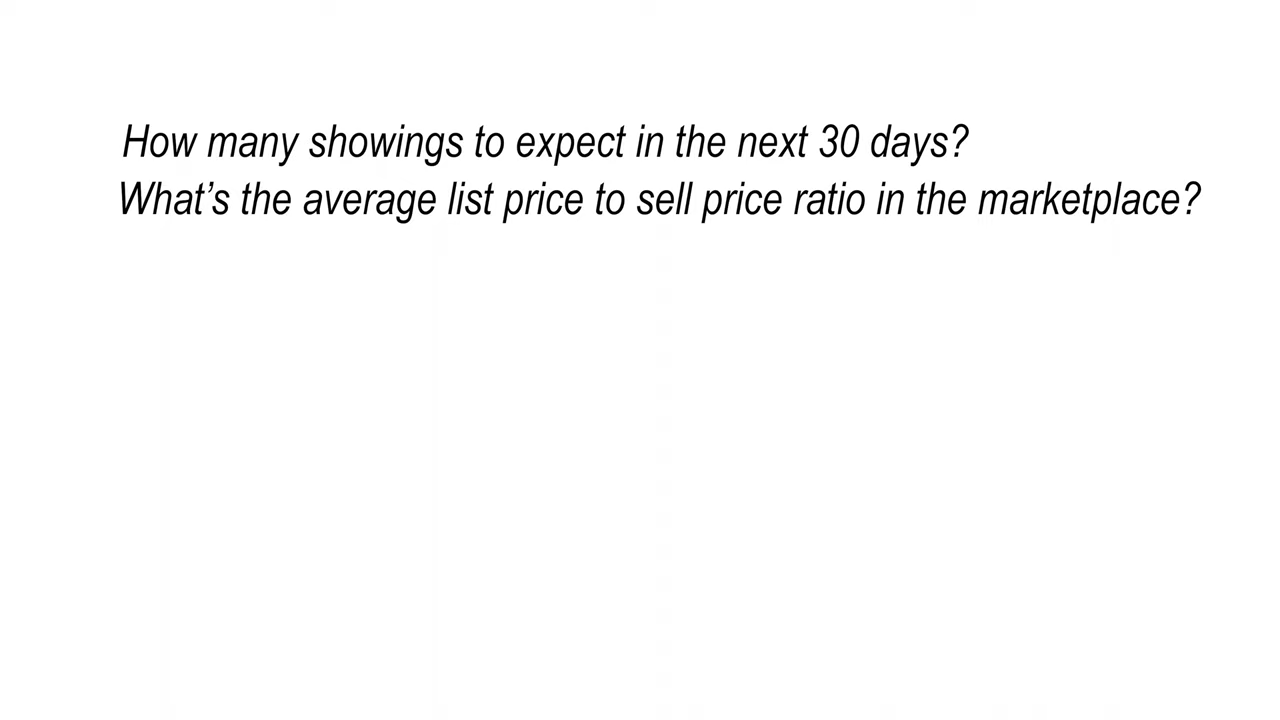 How many showings to expect in the next 30 days?
What’s the average list price to sell price ratio in the marketplace?